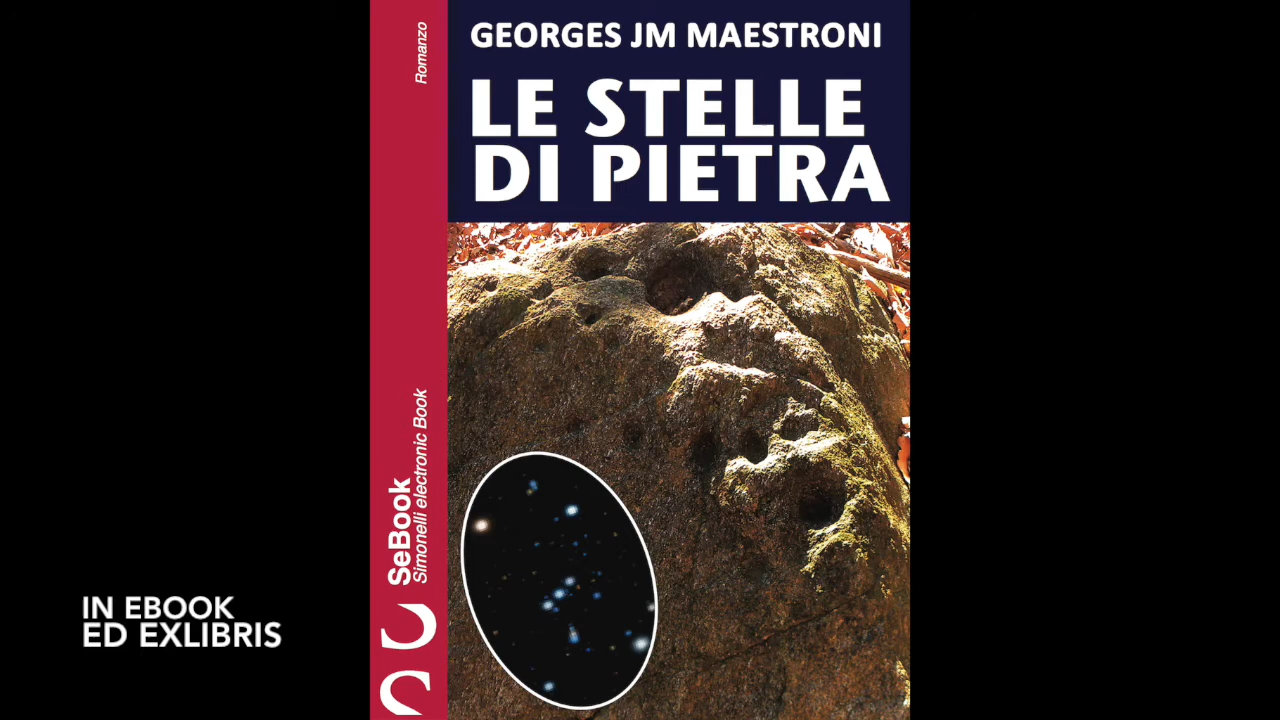 GEORGES JM MAESTRONI
LE STELLE
DI PIETRA
Romanzo
SeBook
Simonelli electronic Book
IN EBOOK
ED EXLIBRIS